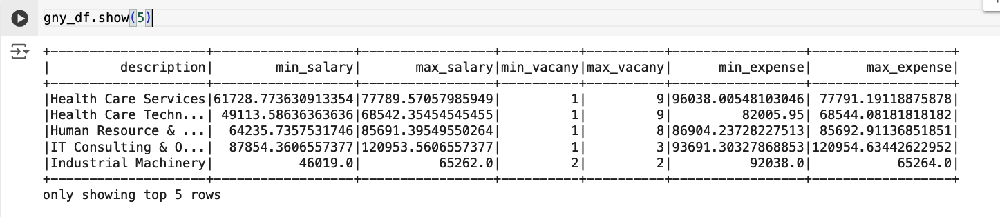 gny_df.show(5)
+--------------------+------------------+-----------------+----------+----------+-----------------+------------------+
|         description|        min_salary|       max_salary|min_vacany|max_vacany|      min_expense|       max_expense|
+--------------------+------------------+-----------------+----------+----------+-----------------+------------------+
|Health Care Services|61728.773630913354|77789.57057985949|         1|         9|96038.00548103046| 77791.19118875878|
|Health Care Techn...| 49113.58636363636|68542.35454545455|         1|         9|         82005.95| 68544.08181818182|
|Human Resource & ...|  64235.7357531746|85691.39549550264|         1|         8|86904.23728227513| 85692.91136851851|
|IT Consulting & O...|  87854.3606557377|120953.5606557377|         1|         3|93691.30327868853|120954.63442622952|
|Industrial Machinery|           46019.0|          65262.0|         2|         2|          92038.0|           65264.0|
+--------------------+------------------+-----------------+----------+----------+-----------------+------------------+
only showing top 5 rows